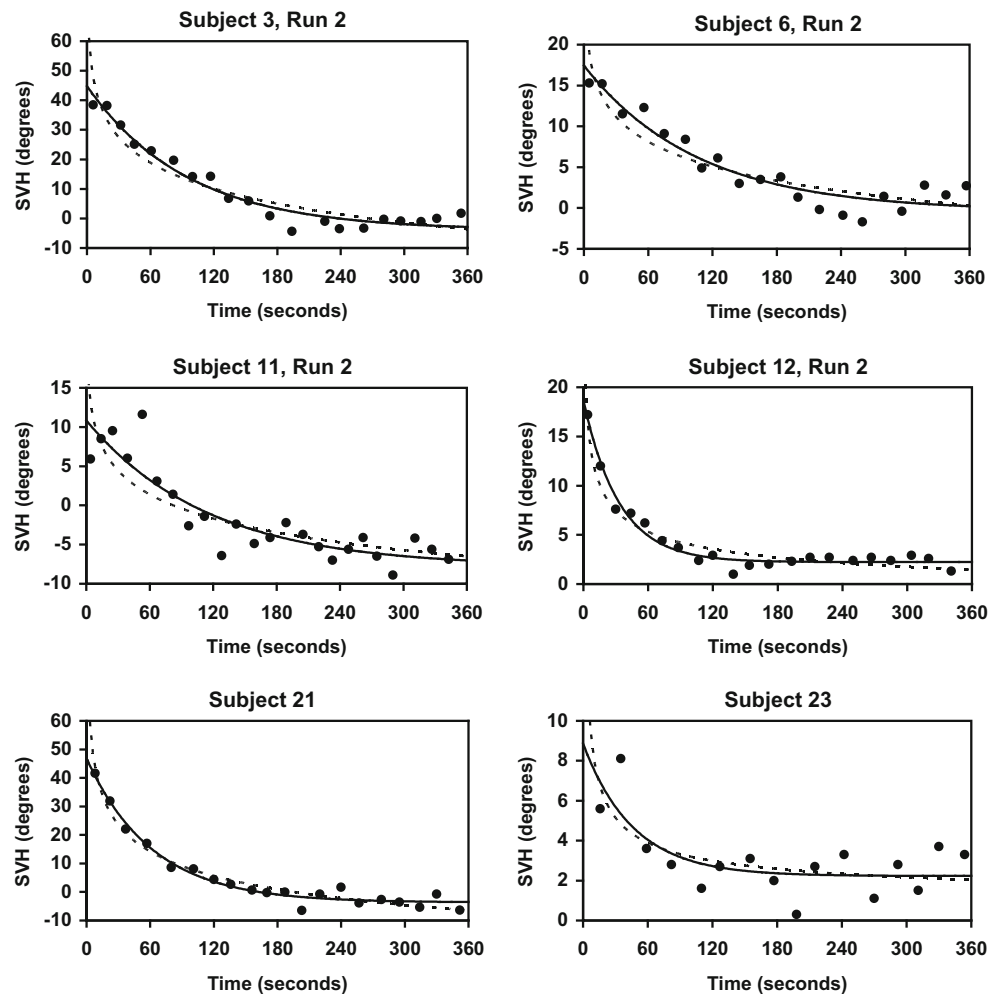 Subject 3, Run 2
SVH (degrees)
60
50
40
30
20
10
0
-10
0 60 120 180 240 300 360
Time (seconds)
Subject 6, Run 2
SVH (degrees)
20
15
10
5
0
-5
0 60 120 180 240 300 360
Time (seconds)
Subject 11, Run 2
SVH (degrees)
15
10
5
0
-5
-10
0 60 120 180 240 300 360
Time (seconds)
Subject 12, Run 2
SVH (degrees)
20
15
10
5
0
0 60 120 180 240 300 360
Time (seconds)
Subject 21
SVH (degrees)
60
50
40
30
20
10
0
-10
0 60 120 180 240 300 360
Time (seconds)
Subject 23
SVH (degrees)
10
8
6
4
2
0
0 60 120 180 240 300 360
Time (seconds)